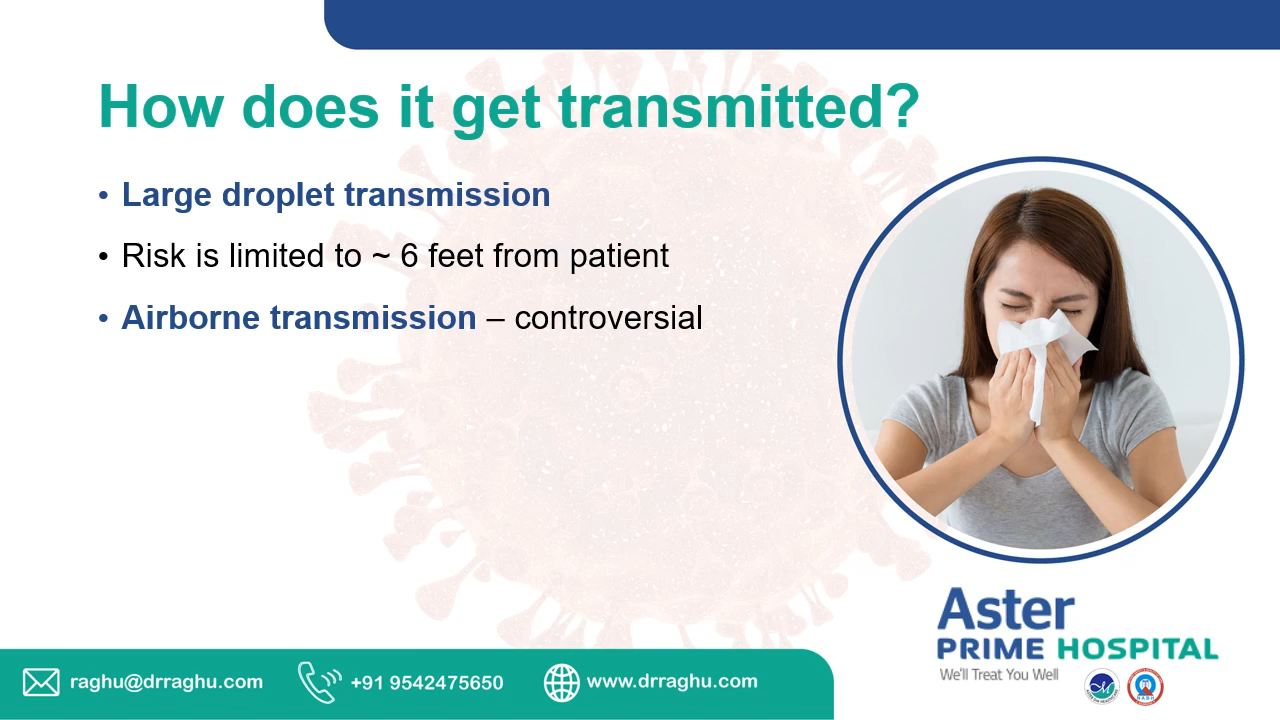 How does it get transmitted?
• Large droplet transmission
• Risk is limited to ~ 6 feet from patient
• Airborne transmission – controversial
Aster
PRIME HOSPITAL
We'll Treat You Well
raghu@drraghu.com
+91 9542475650
www.drraghu.com